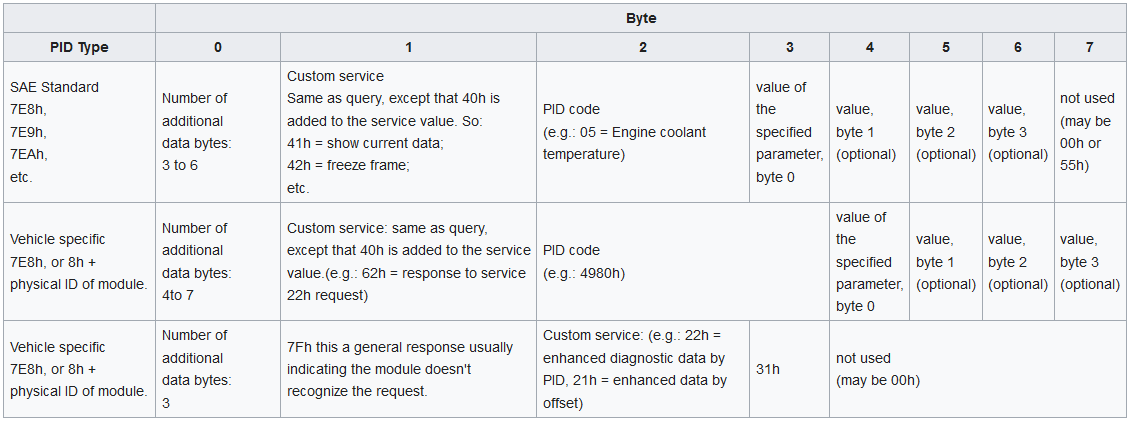 Byte
PID Type 0 1 2 3 4 5 6 7
SAE Standard
7E8h,
7E9h,
7EAh,
etc.
Number of
additional
data bytes:
3 to 6
Custom service
Same as query, except that 40h is
added to the service value. So:
41h = show current data;
42h = freeze frame;
etc.
PID code
(e.g.: 05 = Engine coolant
temperature)
value of
the
specified
parameter,
byte 0
value,
byte 1
(optional)
value,
byte 2
(optional)
value,
byte 3
(optional)
not used
(may be
00h or
55h)
Vehicle specific
7E8h, or 8h +
physical ID of module.
Number of
additional
data bytes:
4to 7
Custom service: same as query,
except that 40h is added to the service
value.(e.g.: 62h = response to service
22h request)
PID code
(e.g.: 4980h)
value of
the
specified
parameter,
byte 0
value,
byte 1
(optional)
value,
byte 2
(optional)
value,
byte 3
(optional)
Vehicle specific
7E8h, or 8h +
physical ID of module.
Number of
additional
data bytes:
3
7Fh this a general response usually
indicating the module doesn't
recognize the request.
Custom service: (e.g.: 22h =
enhanced diagnostic data by
PID, 21h = enhanced data by
offset)
31h
not used
(may be 00h)